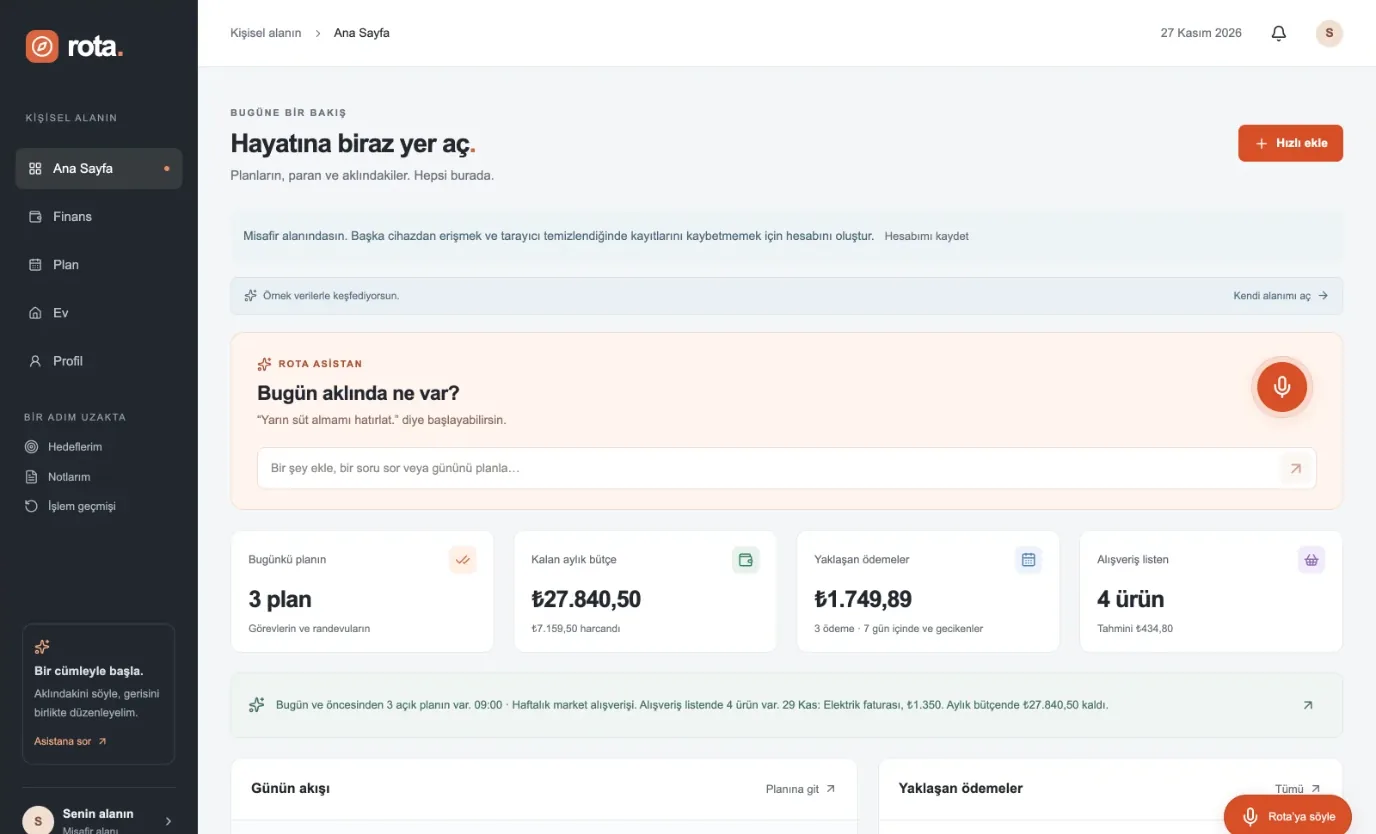 rota.
KİŞİSEL ALANIN
Ana Sayfa
Finans
Plan
Ev
Profil
BİR ADIM UZAKTA
Hedeflerim
Notlarım
İşlem geçmişi
Bir cümleyle başla.
Aklındakini söyle, gerisini
birlikte düzenleyelim.
Asistana sor
S
Senin alanın
Misafir alanı
Kişisel alanın > Ana Sayfa
27 Kasım 2026
S
BUGÜNE BİR BAKIŞ
Hayatına biraz yer aç.
Planların, paran ve aklındakiler. Hepsi burada.
+ Hızlı ekle
Misafir alanındasın. Başka cihazdan erişmek ve tarayıcı temizlendiğinde kayıtlarını kaybetmemek için hesabını oluştur. Hesabımı kaydet
Örnek verilerle keşfediyorsun.
Kendi alanımı aç →
ROTA ASİSTAN
Bugün aklında ne var?
“Yarın süt almamı hatırlat.” diye başlayabilirsin.
Bir şey ekle, bir soru sor veya gününü planla…
Bugünkü planın
3 plan
Görevlerin ve randevuların
Kalan aylık bütçe
₺27.840,50
₺7.159,50 harcandı
Yaklaşan ödemeler
₺1.749,89
3 ödeme · 7 gün içinde ve gecikenler
Alışveriş listen
4 ürün
Tahmini ₺434,80
Bugün ve öncesinden 3 açık planın var. 09:00 · Haftalık market alışverişi. Alışveriş listende 4 ürün var. 29 Kas: Elektrik faturası, ₺1.350. Aylık bütçende ₺27.840,50 kaldı.
Günün akışı
Planına git
Yaklaşan ödemeler
Tümü
Rota'ya söyle